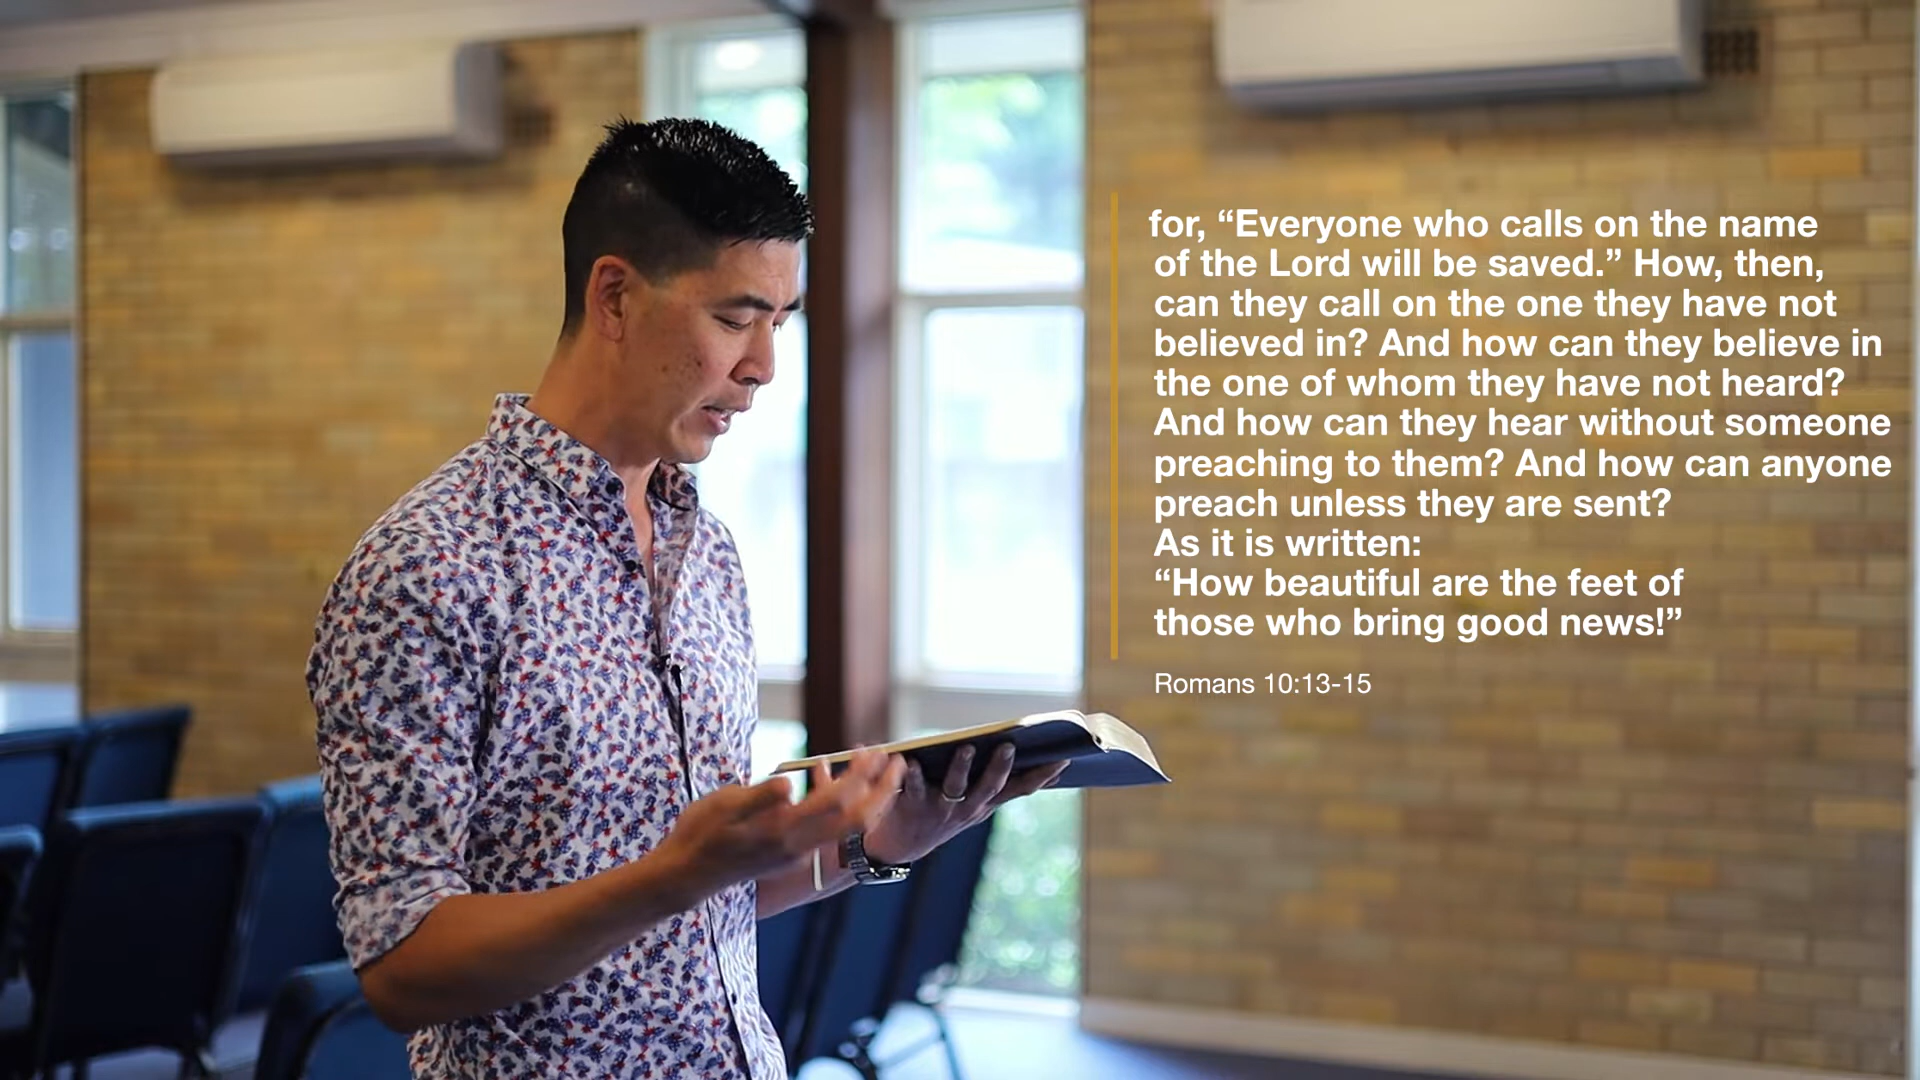 for, “Everyone who calls on the name
of the Lord will be saved.” How, then,
can they call on the one they have not
believed in? And how can they believe in
the one of whom they have not heard?
And how can they hear without someone
preaching to them? And how can anyone
preach unless they are sent?
As it is written:
“How beautiful are the feet of
those who bring good news!”
Romans 10:13-15